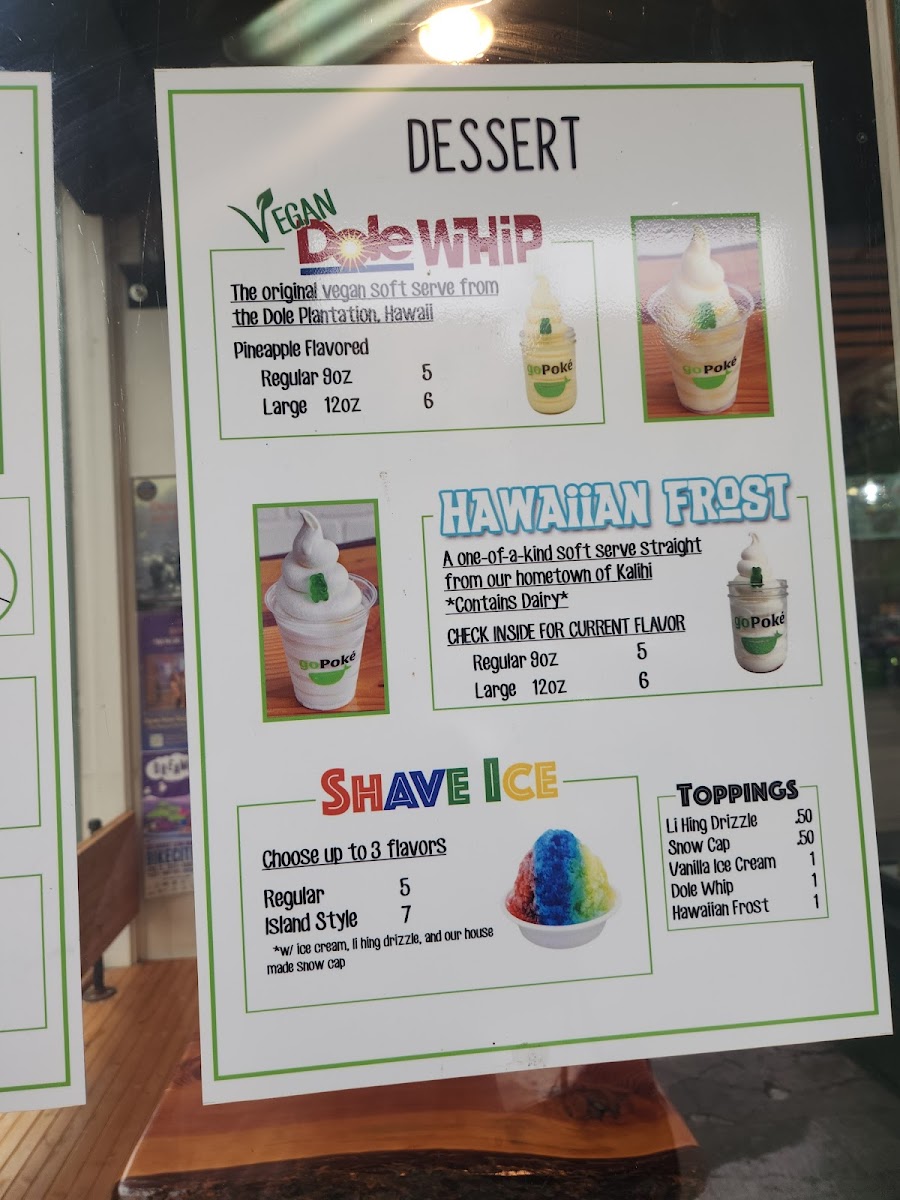 DESSERT
VEGAN
Dole WHiP
The original vegan soft serve from
the Dole Plantation, Hawaii
Pineapple Flavored
Regular 9oz 5
Large 12oz 6
goPoké
goPoké
HAWAiiAN FROST
A one-of-a-kind soft serve straight
from our hometown of Kalihi
*Contains Dairy*
CHECK INSIDE FOR CURRENT FLAVOR
Regular 9oz 5
Large 12oz 6
goPoké
goPoké
SHAVE ICE
Choose up to 3 flavors
Regular 5
Island Style 7
*w/ ice cream, li hing drizzle, and our house
made snow cap
TOPPINGS
Li Hing Drizzle .50
Snow Cap .50
Vanilla Ice Cream 1
Dole Whip 1
Hawaiian Frost 1